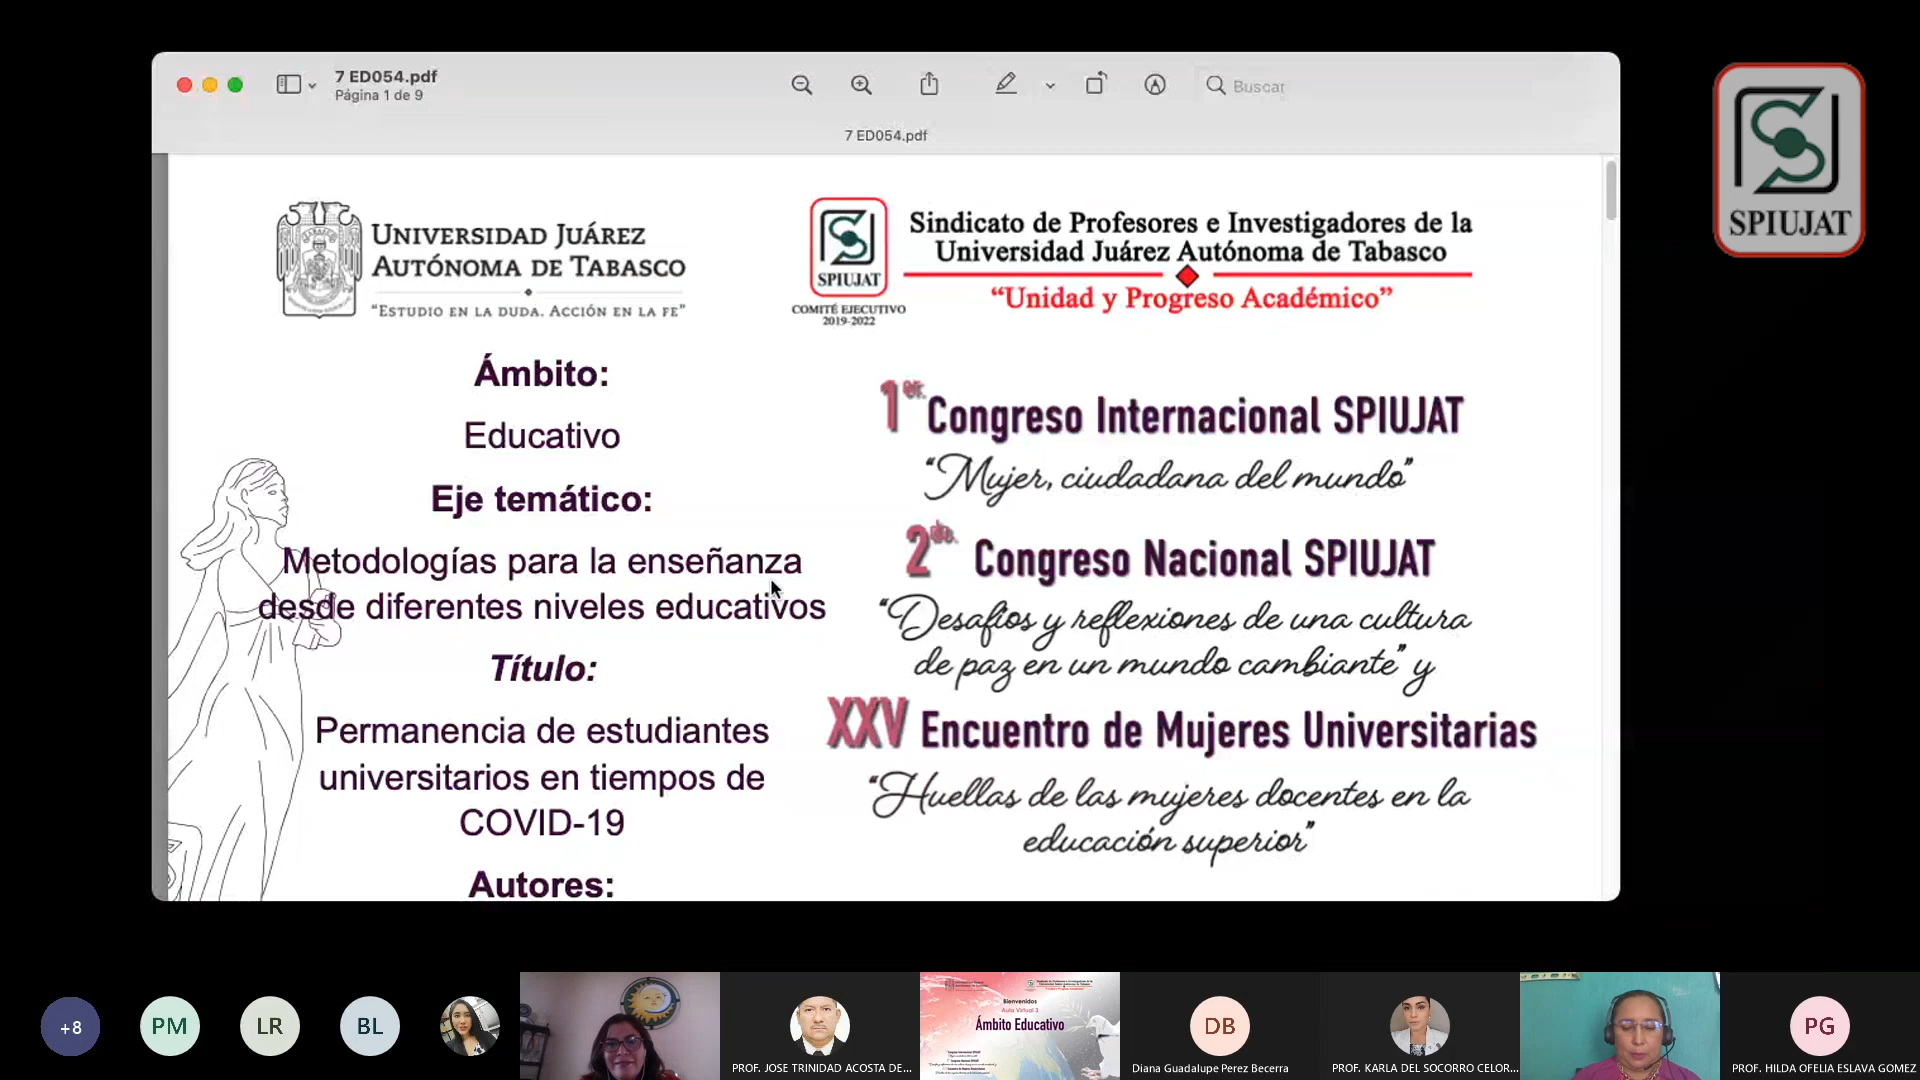 7 ED054.pdf
Página 1 de 9
Buscar
7 ED054.pdf
SPIUJAT
UNIVERSIDAD JUÁREZ
AUTÓNOMA DE TABASCO
“ESTUDIO EN LA DUDA. ACCIÓN EN LA FE”
SPIUJAT
COMITÉ EJECUTIVO
2019-2022
Sindicato de Profesores e Investigadores de la
Universidad Juárez Autónoma de Tabasco
“Unidad y Progreso Académico”
Ámbito:
Educativo
Eje temático:
Metodologías para la enseñanza
desde diferentes niveles educativos
Título:
Permanencia de estudiantes
universitarios en tiempos de
COVID-19
Autores:
1er. Congreso Internacional SPIUJAT
“Mujer, ciudadana del mundo”
2do. Congreso Nacional SPIUJAT
“Desafíos y reflexiones de una cultura
de paz en un mundo cambiante” y
XXV Encuentro de Mujeres Universitarias
“Huellas de las mujeres docentes en la
educación superior”
+8
PM
LR
BL
PROF. JOSE TRINIDAD ACOSTA DE...
Bienvenidos
Aula Virtual 3
Ámbito Educativo
DB
Diana Guadalupe Perez Becerra
PROF. KARLA DEL SOCORRO CELOR...
PG
PROF. HILDA OFELIA ESLAVA GOMEZ